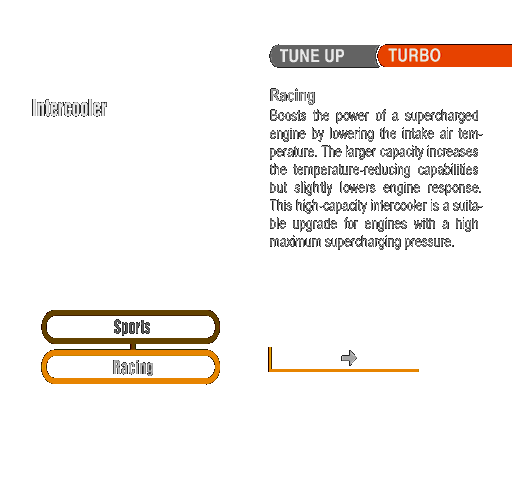 TUNE UP TURBO
Intercooler
Racing
Boosts the power of a supercharged
engine by lowering the intake air tem-
perature. The larger capacity increases
the temperature-reducing capabilities
but slightly lowers engine response.
This high-capacity intercooler is a suita-
ble upgrade for engines with a high
maximum supercharging pressure.
Sports
Racing